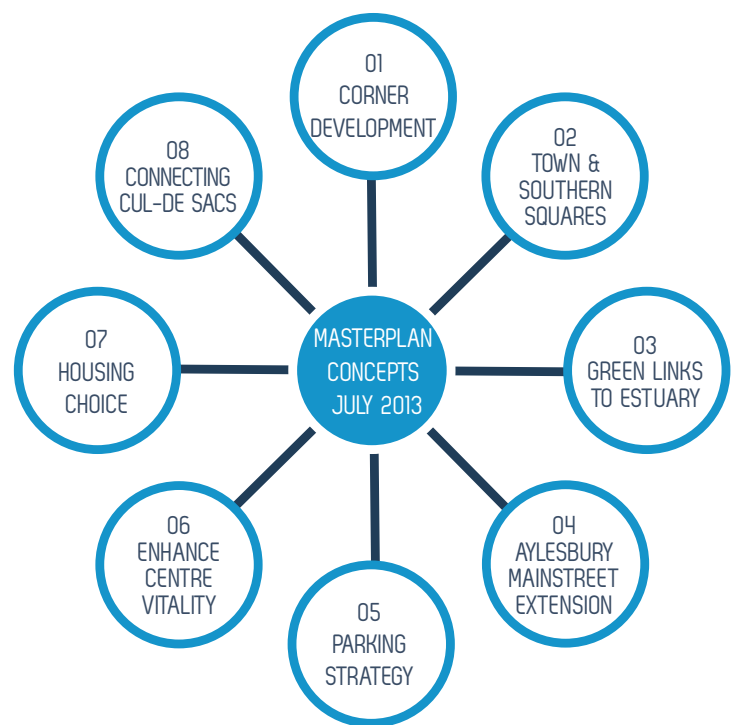 MASTERPLAN
CONCEPTS
JULY 2013
01
CORNER
DEVELOPMENT
02
TOWN &
SOUTHERN
SQUARES
03
GREEN LINKS
TO ESTUARY
04
AYLESBURY
MAINSTREET
EXTENSION
05
PARKING
STRATEGY
06
ENHANCE
CENTRE
VITALITY
07
HOUSING
CHOICE
08
CONNECTING
CUL-DE SACS